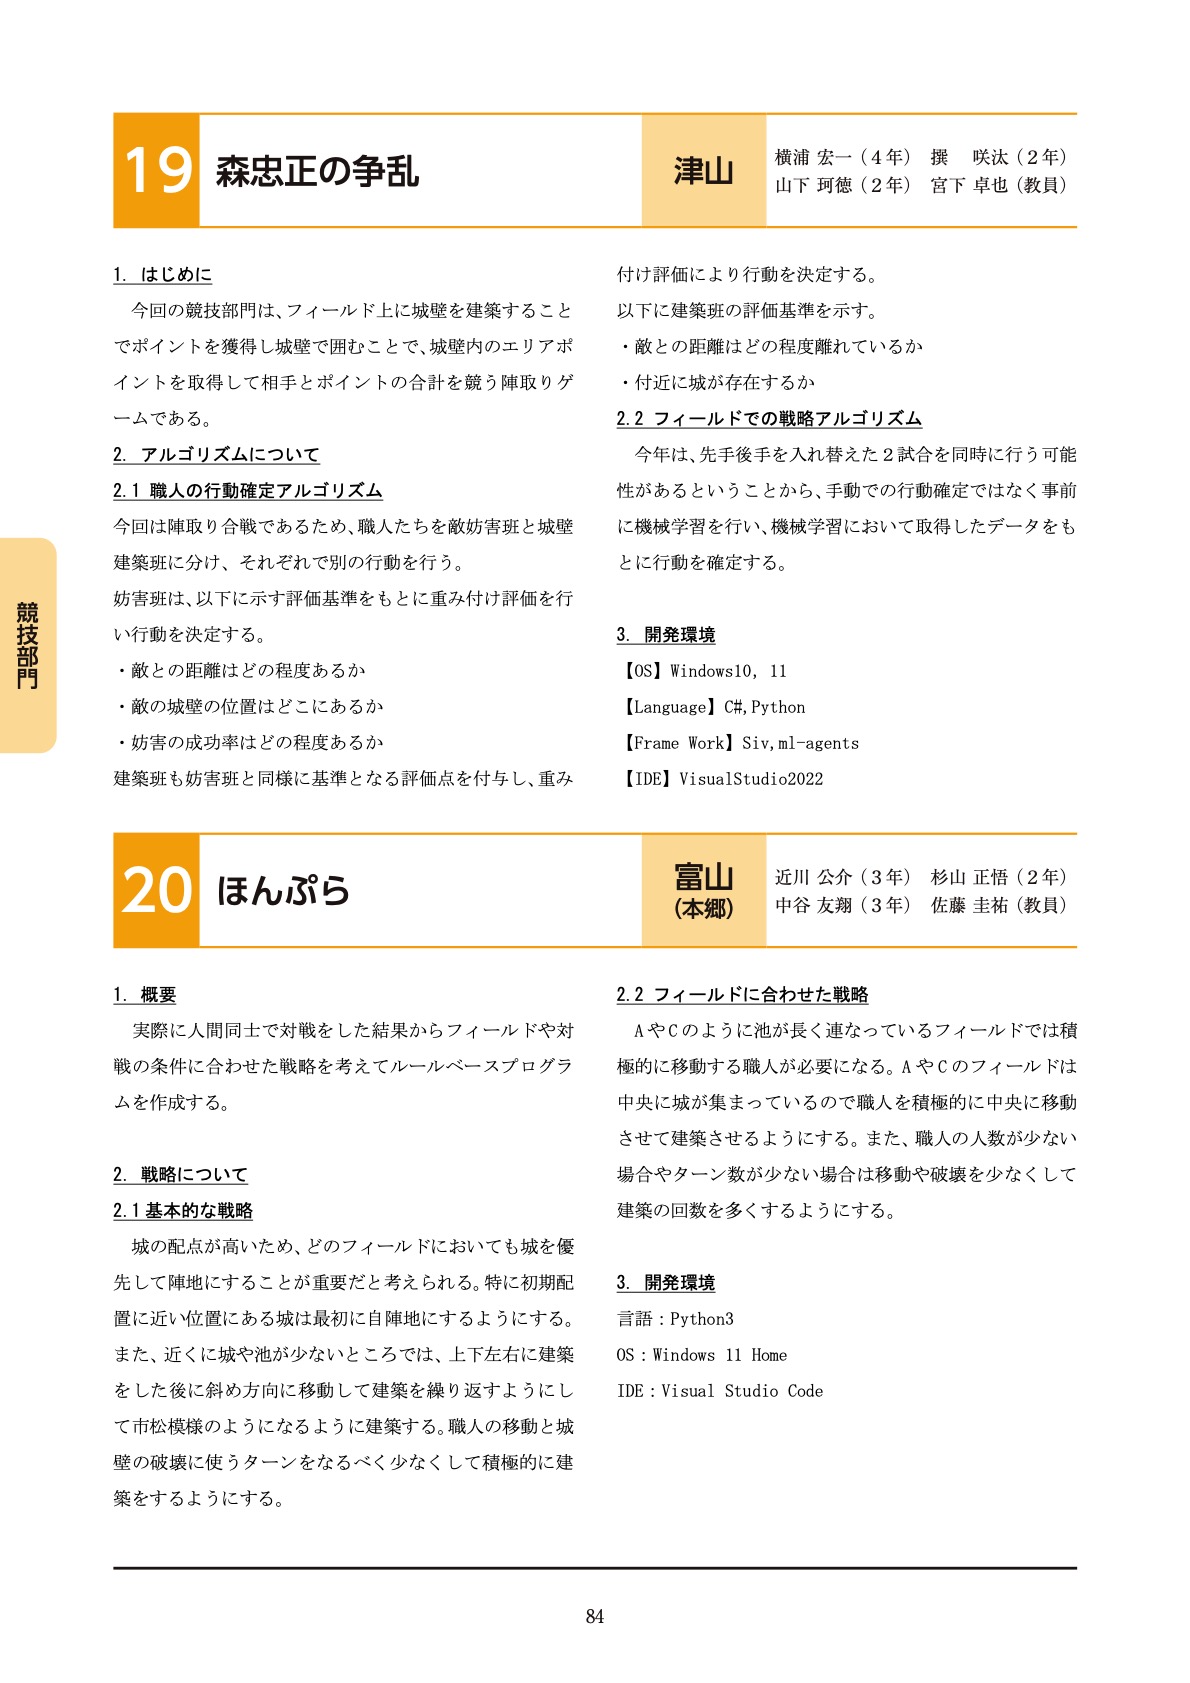 19 森忠正の争乱
津山
横浦 宏一（４年）　撰　咲汰（２年）
山下 珂徳（２年）　宮下 卓也（教員）
1. はじめに
今回の競技部門は、フィールド上に城壁を建築すること
でポイントを獲得し城壁で囲むことで、城壁内のエリアポ
イントを取得して相手とポイントの合計を競う陣取りゲ
ームである。
2. アルゴリズムについて
2.1 職人の行動確定アルゴリズム
今回は陣取り合戦であるため、職人たちを敵妨害班と城壁
建築班に分け、それぞれで別の行動を行う。
妨害班は、以下に示す評価基準をもとに重み付け評価を行
い行動を決定する。
・敵との距離はどの程度あるか
・敵の城壁の位置はどこにあるか
・妨害の成功率はどの程度あるか
建築班も妨害班と同様に基準となる評価点を付与し、重み
付け評価により行動を決定する。
以下に建築班の評価基準を示す。
・敵との距離はどの程度離れているか
・付近に城が存在するか
2.2 フィールドでの戦略アルゴリズム
今年は、先手後手を入れ替えた２試合を同時に行う可能
性があるということから、手動での行動確定ではなく事前
に機械学習を行い、機械学習において取得したデータをも
とに行動を確定する。
3. 開発環境
【OS】Windows10, 11
【Language】C#,Python
【Frame Work】Siv,ml-agents
【IDE】VisualStudio2022
競技部門
20 ほんぷら
富山
（本郷）
近川 公介（３年）　杉山 正悟（２年）
中谷 友翔（３年）　佐藤 圭祐（教員）
1. 概要
実際に人間同士で対戦をした結果からフィールドや対
戦の条件に合わせた戦略を考えてルールベースプログラ
ムを作成する。
2. 戦略について
2.1 基本的な戦略
城の配点が高いため、どのフィールドにおいても城を優
先して陣地にすることが重要だと考えられる。特に初期配
置に近い位置にある城は最初に自陣地にするようにする。
また、近くに城や池が少ないところでは、上下左右に建築
をした後に斜め方向に移動して建築を繰り返すようにし
て市松模様のようになるように建築する。職人の移動と城
壁の破壊に使うターンをなるべく少なくして積極的に建
築をするようにする。
2.2 フィールドに合わせた戦略
AやCのように池が長く連なっているフィールドでは積
極的に移動する職人が必要になる。AやCのフィールドは
中央に城が集まっているので職人を積極的に中央に移動
させて建築させるようにする。また、職人の人数が少ない
場合やターン数が少ない場合は移動や破壊を少なくして
建築の回数を多くするようにする。
3. 開発環境
言語：Python3
OS：Windows 11 Home
IDE：Visual Studio Code
84